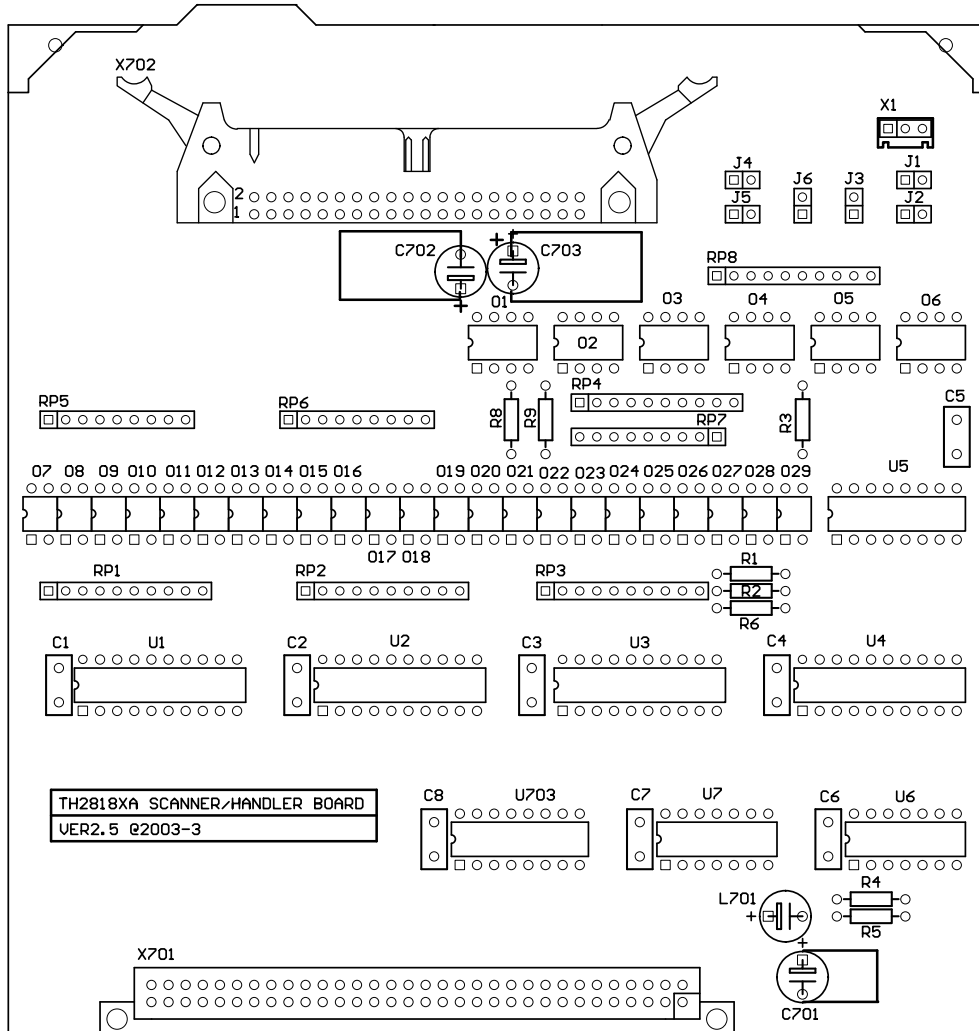 X702
X1
J4
J6
J3
J1
2
1
J5
J2
+
+
C702
C703
RP8
+
O1
O3
O4
O5
O6
O2
RP5
RP6
R8
R9
RP4
RP7
R3
C5
O7 O8 O9 O10 O11 O12 O13 O14 O15 O16 O19 O20 O21 O22 O23 O24 O25 O26 O27 O28 O29
U5
O17 O18
RP1
RP2
RP3
R1
R2
R6
C1
U1
C2
U2
C3
U3
C4
U4
TH2818XA SCANNER/HANDLER BOARD
VER2.5 @2003-3
C8
U703
C7
U7
C6
U6
L701
+
R4
R5
+
X701
C701